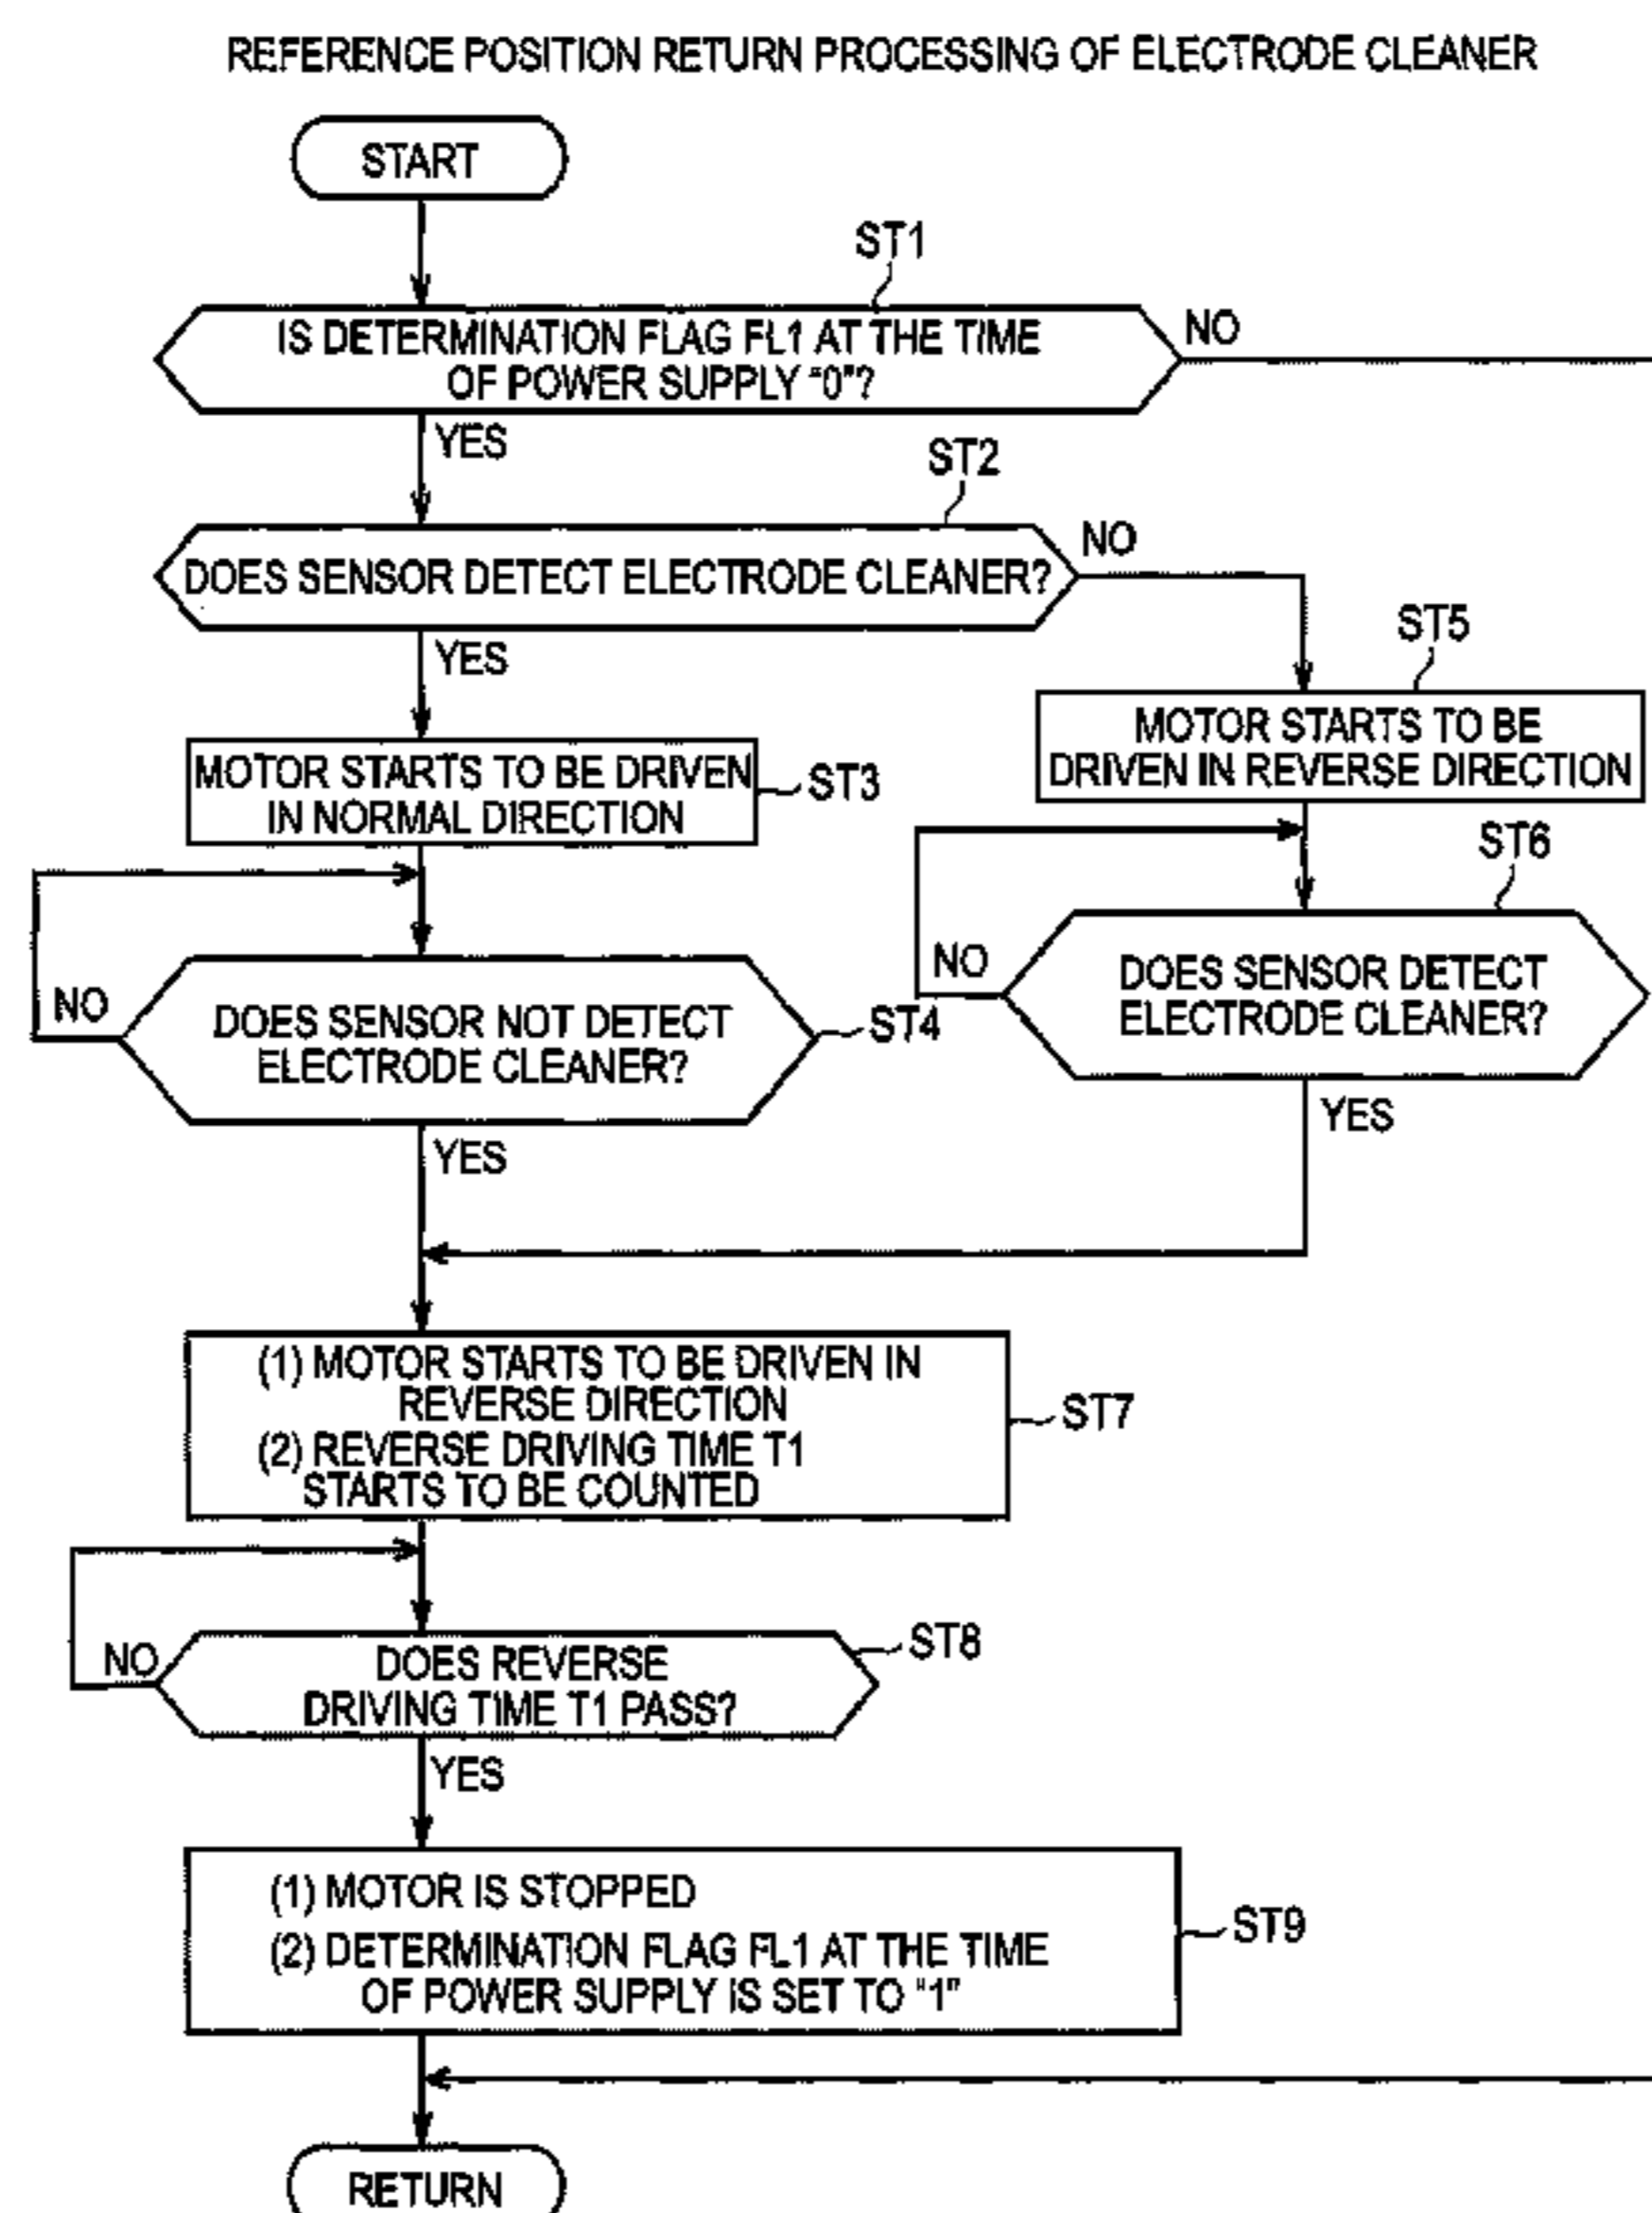 REFERENCE POSITION RETURN PROCESSING OF ELECTRODE CLEANER
START
ST1
IS DETERMINATION FLAG FL1 AT THE TIME
OF POWER SUPPLY "0"?
NO
YES
ST2
DOES SENSOR DETECT ELECTRODE CLEANER?
NO
YES
ST5
MOTOR STARTS TO BE
DRIVEN IN REVERSE DIRECTION
MOTOR STARTS TO BE DRIVEN
IN NORMAL DIRECTION
ST3
ST6
NO
DOES SENSOR DETECT
ELECTRODE CLEANER?
YES
NO
DOES SENSOR NOT DETECT
ELECTRODE CLEANER?
ST4
YES
(1) MOTOR STARTS TO BE DRIVEN IN
REVERSE DIRECTION
(2) REVERSE DRIVING TIME T1
STARTS TO BE COUNTED
ST7
NO
DOES REVERSE
DRIVING TIME T1 PASS?
ST8
YES
(1) MOTOR IS STOPPED
(2) DETERMINATION FLAG FL1 AT THE TIME
OF POWER SUPPLY IS SET TO "1"
ST9
RETURN